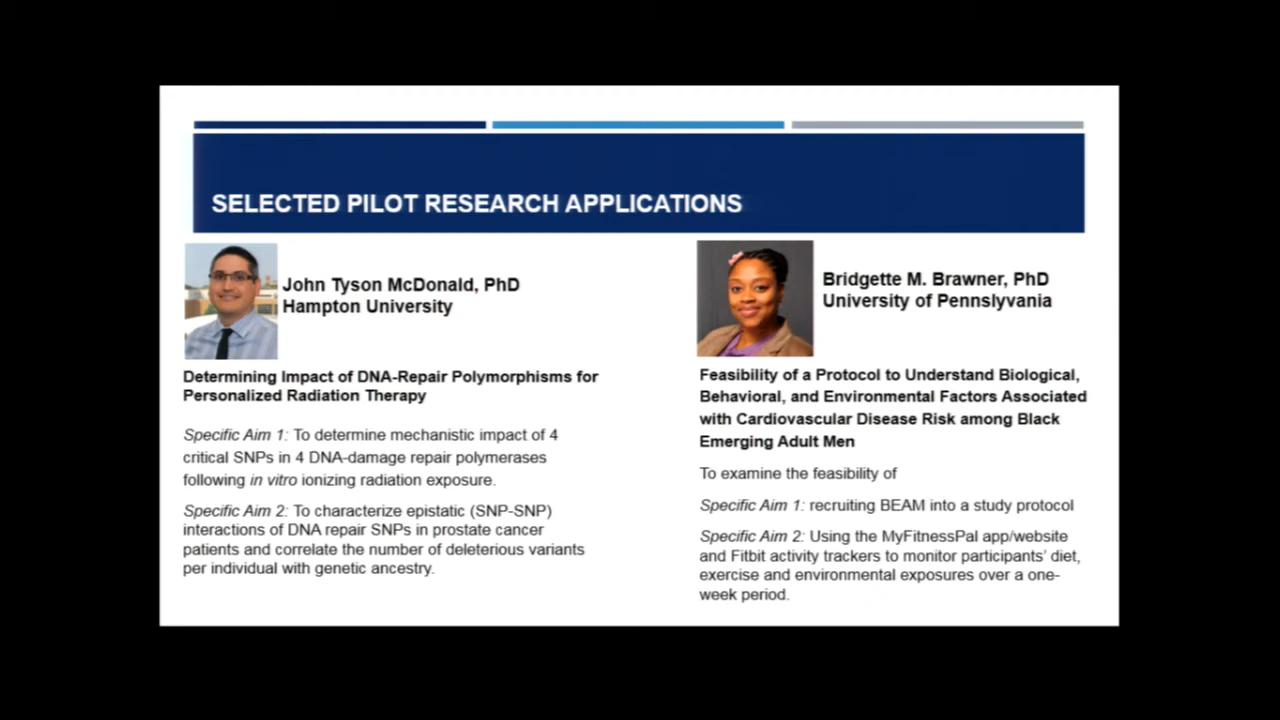 SELECTED PILOT RESEARCH APPLICATIONS
John Tyson McDonald, PhD
Hampton University
Determining Impact of DNA-Repair Polymorphisms for
Personalized Radiation Therapy
Specific Aim 1: To determine mechanistic impact of 4
critical SNPs in 4 DNA-damage repair polymerases
following in vitro ionizing radiation exposure.
Specific Aim 2: To characterize epistatic (SNP-SNP)
interactions of DNA repair SNPs in prostate cancer
patients and correlate the number of deleterious variants
per individual with genetic ancestry.
Bridgette M. Brawner, PhD
University of Pennslyvania
Feasibility of a Protocol to Understand Biological,
Behavioral, and Environmental Factors Associated
with Cardiovascular Disease Risk among Black
Emerging Adult Men
To examine the feasibility of
Specific Aim 1: recruiting BEAM into a study protocol
Specific Aim 2: Using the MyFitnessPal app/website
and Fitbit activity trackers to monitor participants' diet,
exercise and environmental exposures over a one-
week period.